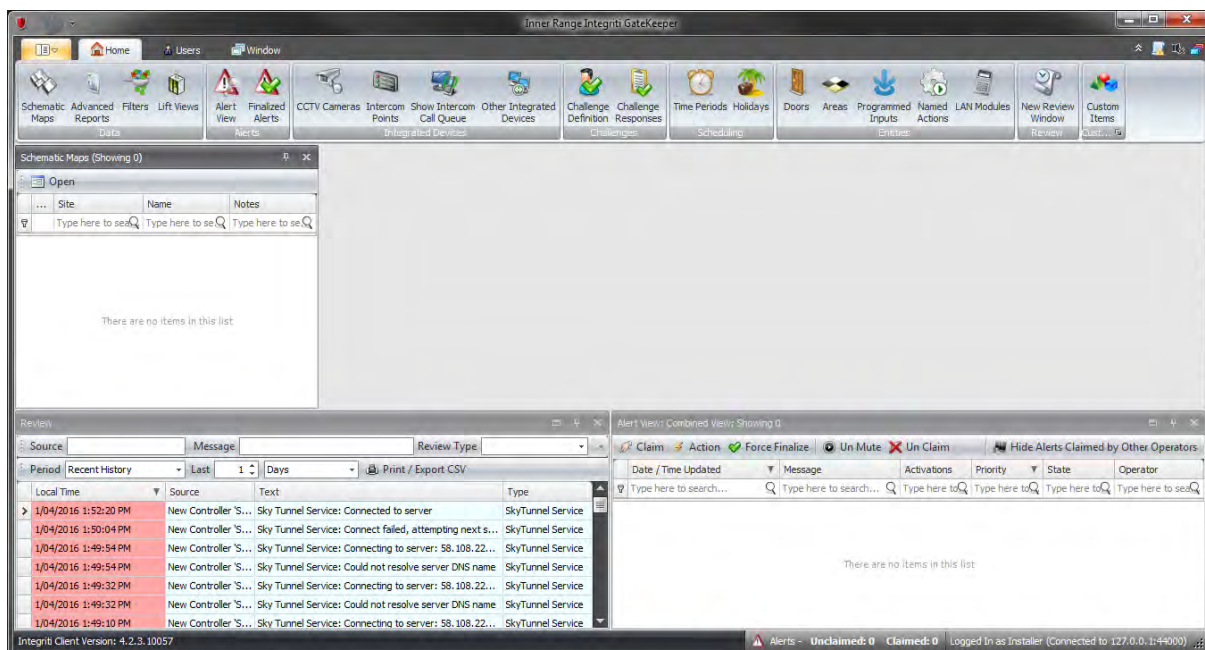 Inner Range Integriti GateKeeper
Home Users Window
Schematic Maps Advanced Reports Filters Lift Views Alert View Finalized Alerts CCTV Cameras Intercom Points Show Intercom Call Queue Other Integrated Devices Challenge Definition Challenge Responses Time Periods Holidays Doors Areas Programmed Inputs Named Actions LAN Modules New Review Window Custom Items
Data Alerts Integrated Devices Challenges Scheduling Entities Review Cust...
Schematic Maps (Showing 0)
Open
... Site Name Notes
Type here to sea Type here to se Type here to se
There are no items in this list
Review
Source Message Review Type
Period Recent History Last 1 Days Print / Export CSV
Local Time Source Text Type
1/04/2016 1:52:20 PM New Controller 'S... Sky Tunnel Service: Connected to server SkyTunnel Service
1/04/2016 1:50:04 PM New Controller 'S... Sky Tunnel Service: Connect failed, attempting next s... SkyTunnel Service
1/04/2016 1:49:54 PM New Controller 'S... Sky Tunnel Service: Connecting to server: 58.108.22... SkyTunnel Service
1/04/2016 1:49:54 PM New Controller 'S... Sky Tunnel Service: Could not resolve server DNS name SkyTunnel Service
1/04/2016 1:49:32 PM New Controller 'S... Sky Tunnel Service: Connecting to server: 58.108.22... SkyTunnel Service
1/04/2016 1:49:32 PM New Controller 'S... Sky Tunnel Service: Could not resolve server DNS name SkyTunnel Service
1/04/2016 1:49:10 PM New Controller 'S... Sky Tunnel Service: Connecting to server: 58.108.22... SkyTunnel Service
Alert View: Combined View: Showing 0
Claim Action Force Finalize Un Mute Un Claim Hide Alerts Claimed by Other Operators
Date / Time Updated Message Activations Priority State Operator
Type here to search... Type here to search... Type here to Type here to Type here to Type here to sea
There are no items in this list
Integriti Client Version: 4.2.3.10057
Alerts - Unclaimed: 0 Claimed: 0 Logged In as Installer (Connected to 127.0.0.1:44000)